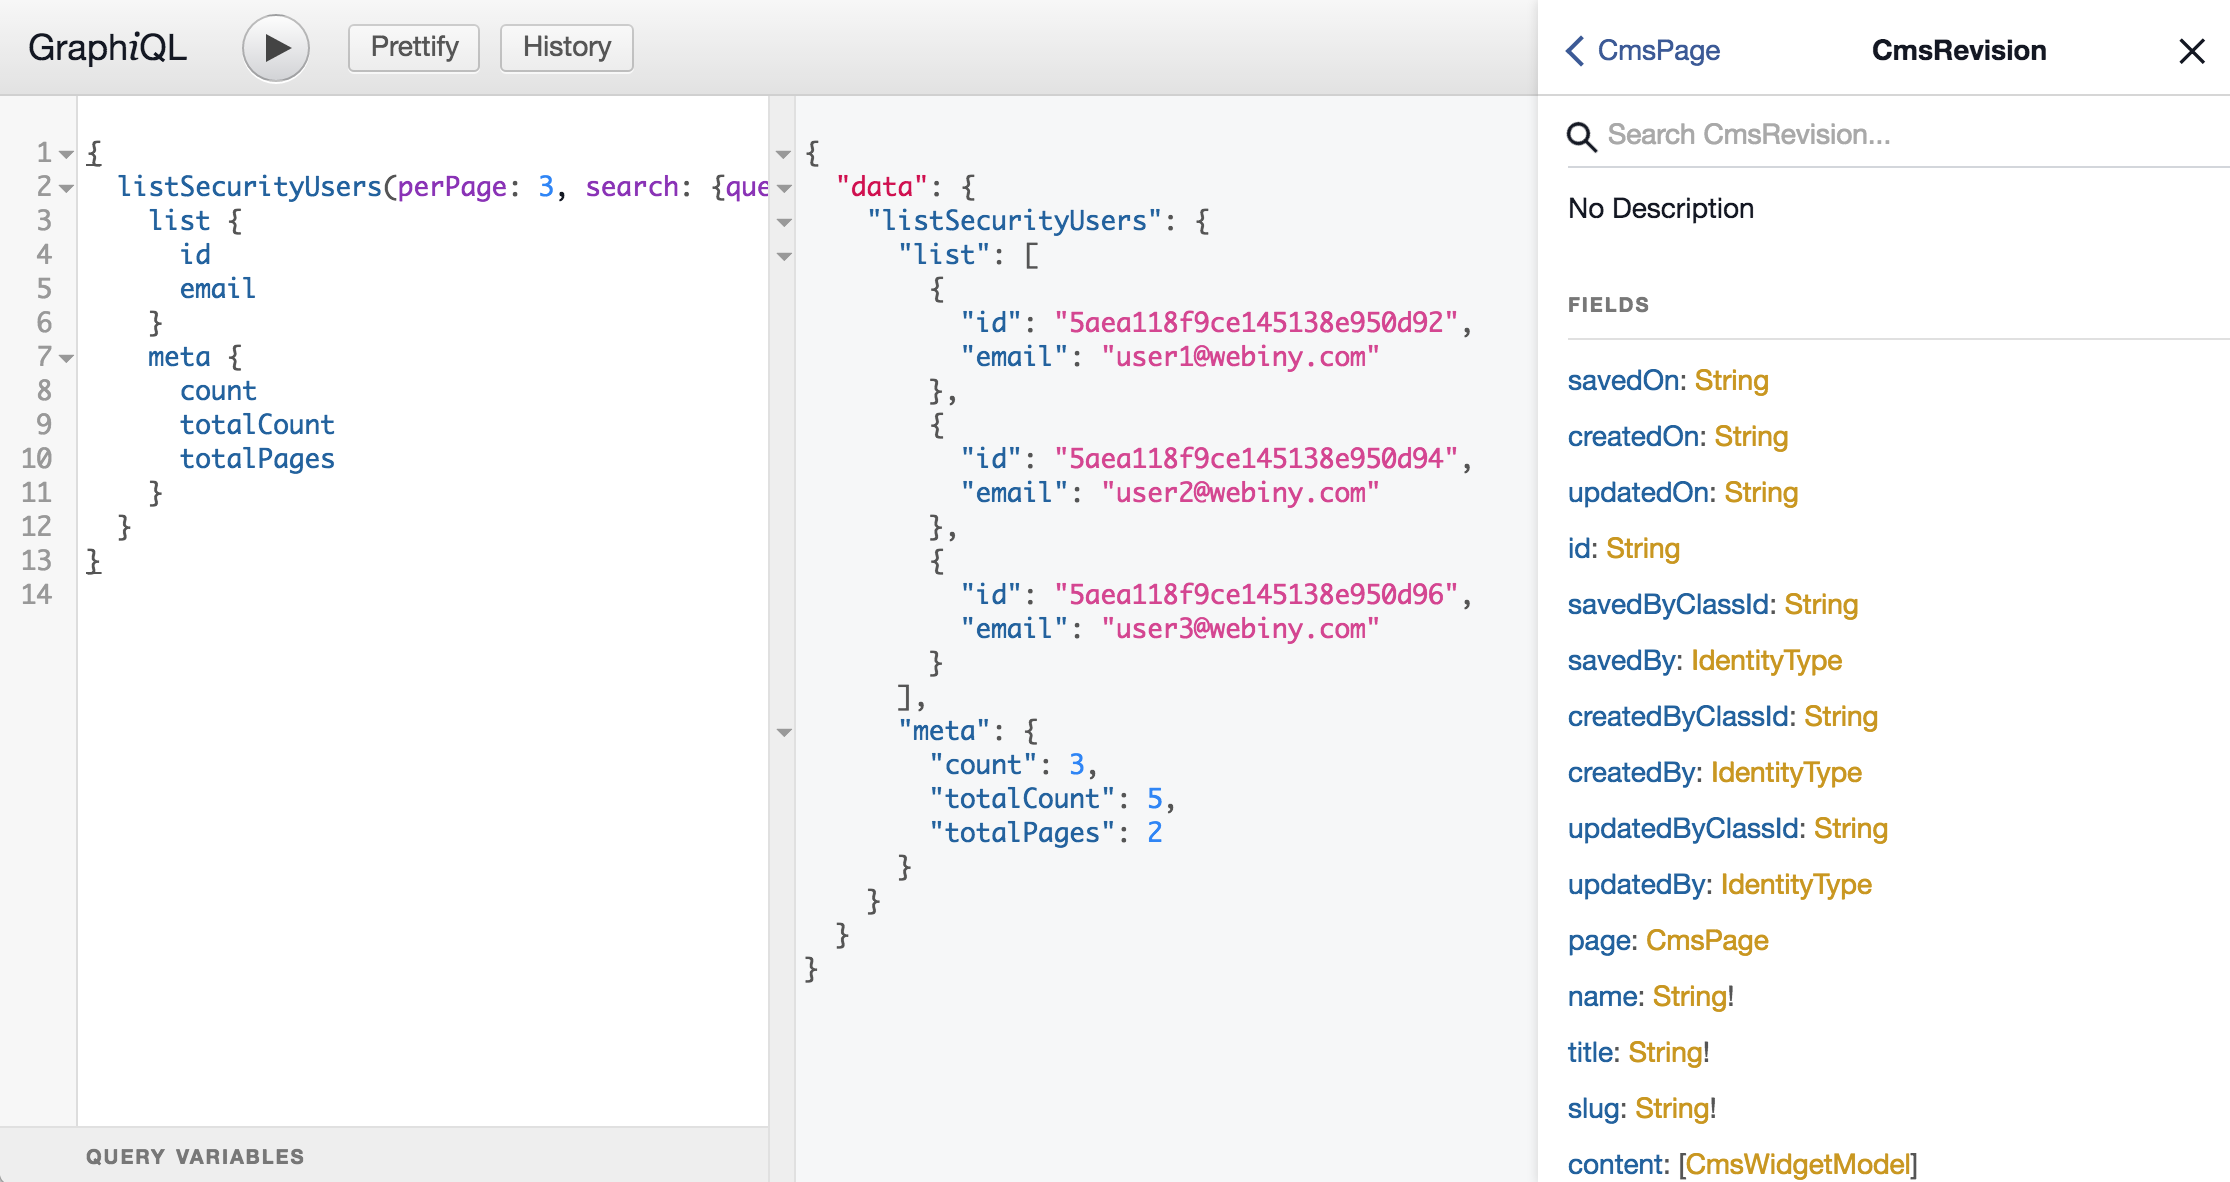 GraphiQL
Prettify
History
1 {
2 listSecurityUsers(perPage: 3, search: {que
3 list {
4 id
5 email
6 }
7 meta {
8 count
9 totalCount
10 totalPages
11 }
12 }
13 }
14
QUERY VARIABLES
{
"data": {
"listSecurityUsers": {
"list": [
{
"id": "5aea118f9ce145138e950d92",
"email": "user1@webiny.com"
},
{
"id": "5aea118f9ce145138e950d94",
"email": "user2@webiny.com"
},
{
"id": "5aea118f9ce145138e950d96",
"email": "user3@webiny.com"
}
],
"meta": {
"count": 3,
"totalCount": 5,
"totalPages": 2
}
}
}
}
CmsPage
CmsRevision
Search CmsRevision...
No Description
FIELDS
savedOn: String
createdOn: String
updatedOn: String
id: String
savedByClassId: String
savedBy: IdentityType
createdByClassId: String
createdBy: IdentityType
updatedByClassId: String
updatedBy: IdentityType
page: CmsPage
name: String!
title: String!
slug: String!
content: [CmsWidgetModel]